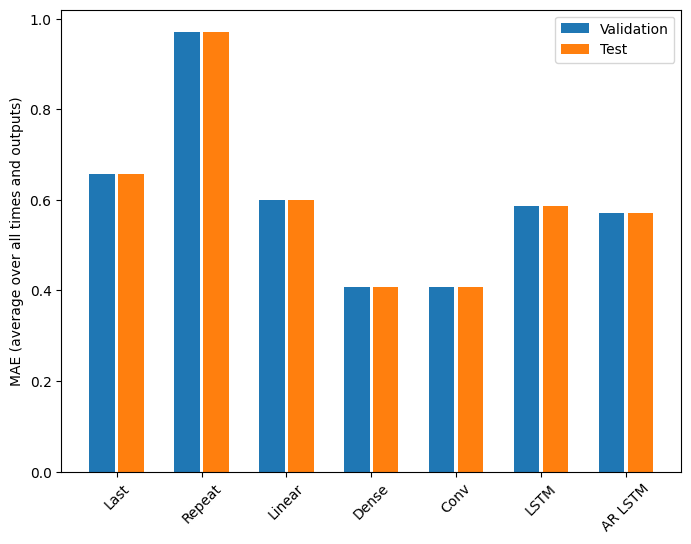 Validation
Test
MAE (average over all times and outputs)
1.0
0.8
0.6
0.4
0.2
0.0
Last
Repeat
Linear
Dense
Conv
LSTM
AR LSTM